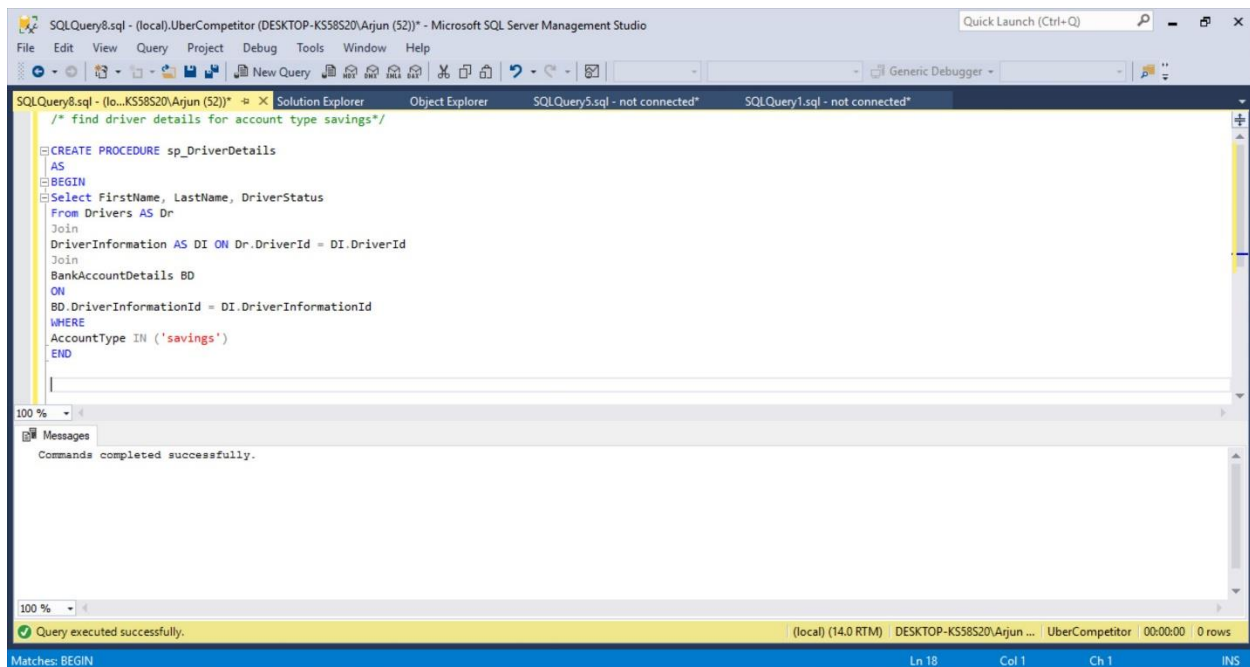 SQLQuery8.sql - (local).UberCompetitor (DESKTOP-KS58S20\Arjun (52))* - Microsoft SQL Server Management Studio
Quick Launch (Ctrl+Q)
File Edit View Query Project Debug Tools Window Help
New Query
Generic Debugger
SQLQuery8.sql - (lo...KS58S20\Arjun (52))* Solution Explorer Object Explorer SQLQuery5.sql - not connected* SQLQuery1.sql - not connected*
/* find driver details for account type savings*/
CREATE PROCEDURE sp_DriverDetails
AS
BEGIN
Select FirstName, LastName, DriverStatus
From Drivers AS Dr
Join
DriverInformation AS DI ON Dr.DriverId = DI.DriverId
Join
BankAccountDetails BD
ON
BD.DriverInformationId = DI.DriverInformationId
WHERE
AccountType IN ('savings')
END
100 %
Messages
Commands completed successfully.
100 %
Query executed successfully. (local) (14.0 RTM) DESKTOP-KS58S20\Arjun ... UberCompetitor 00:00:00 0 rows
Matches: BEGIN Ln 18 Col 1 Ch 1 INS